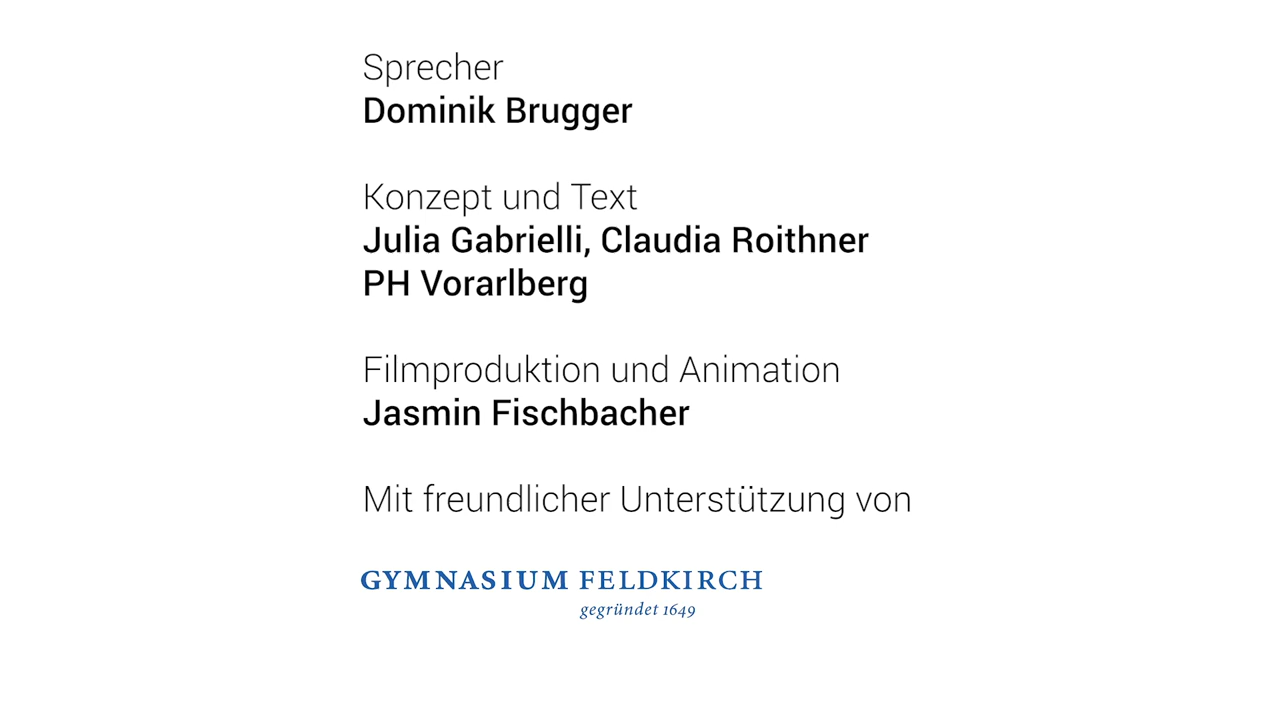 Sprecher
Dominik Brugger
Konzept und Text
Julia Gabrielli, Claudia Roithner
PH Vorarlberg
Filmproduktion und Animation
Jasmin Fischbacher
Mit freundlicher Unterstützung von
GYMNASIUM FELDKIRCH
gegründet 1649